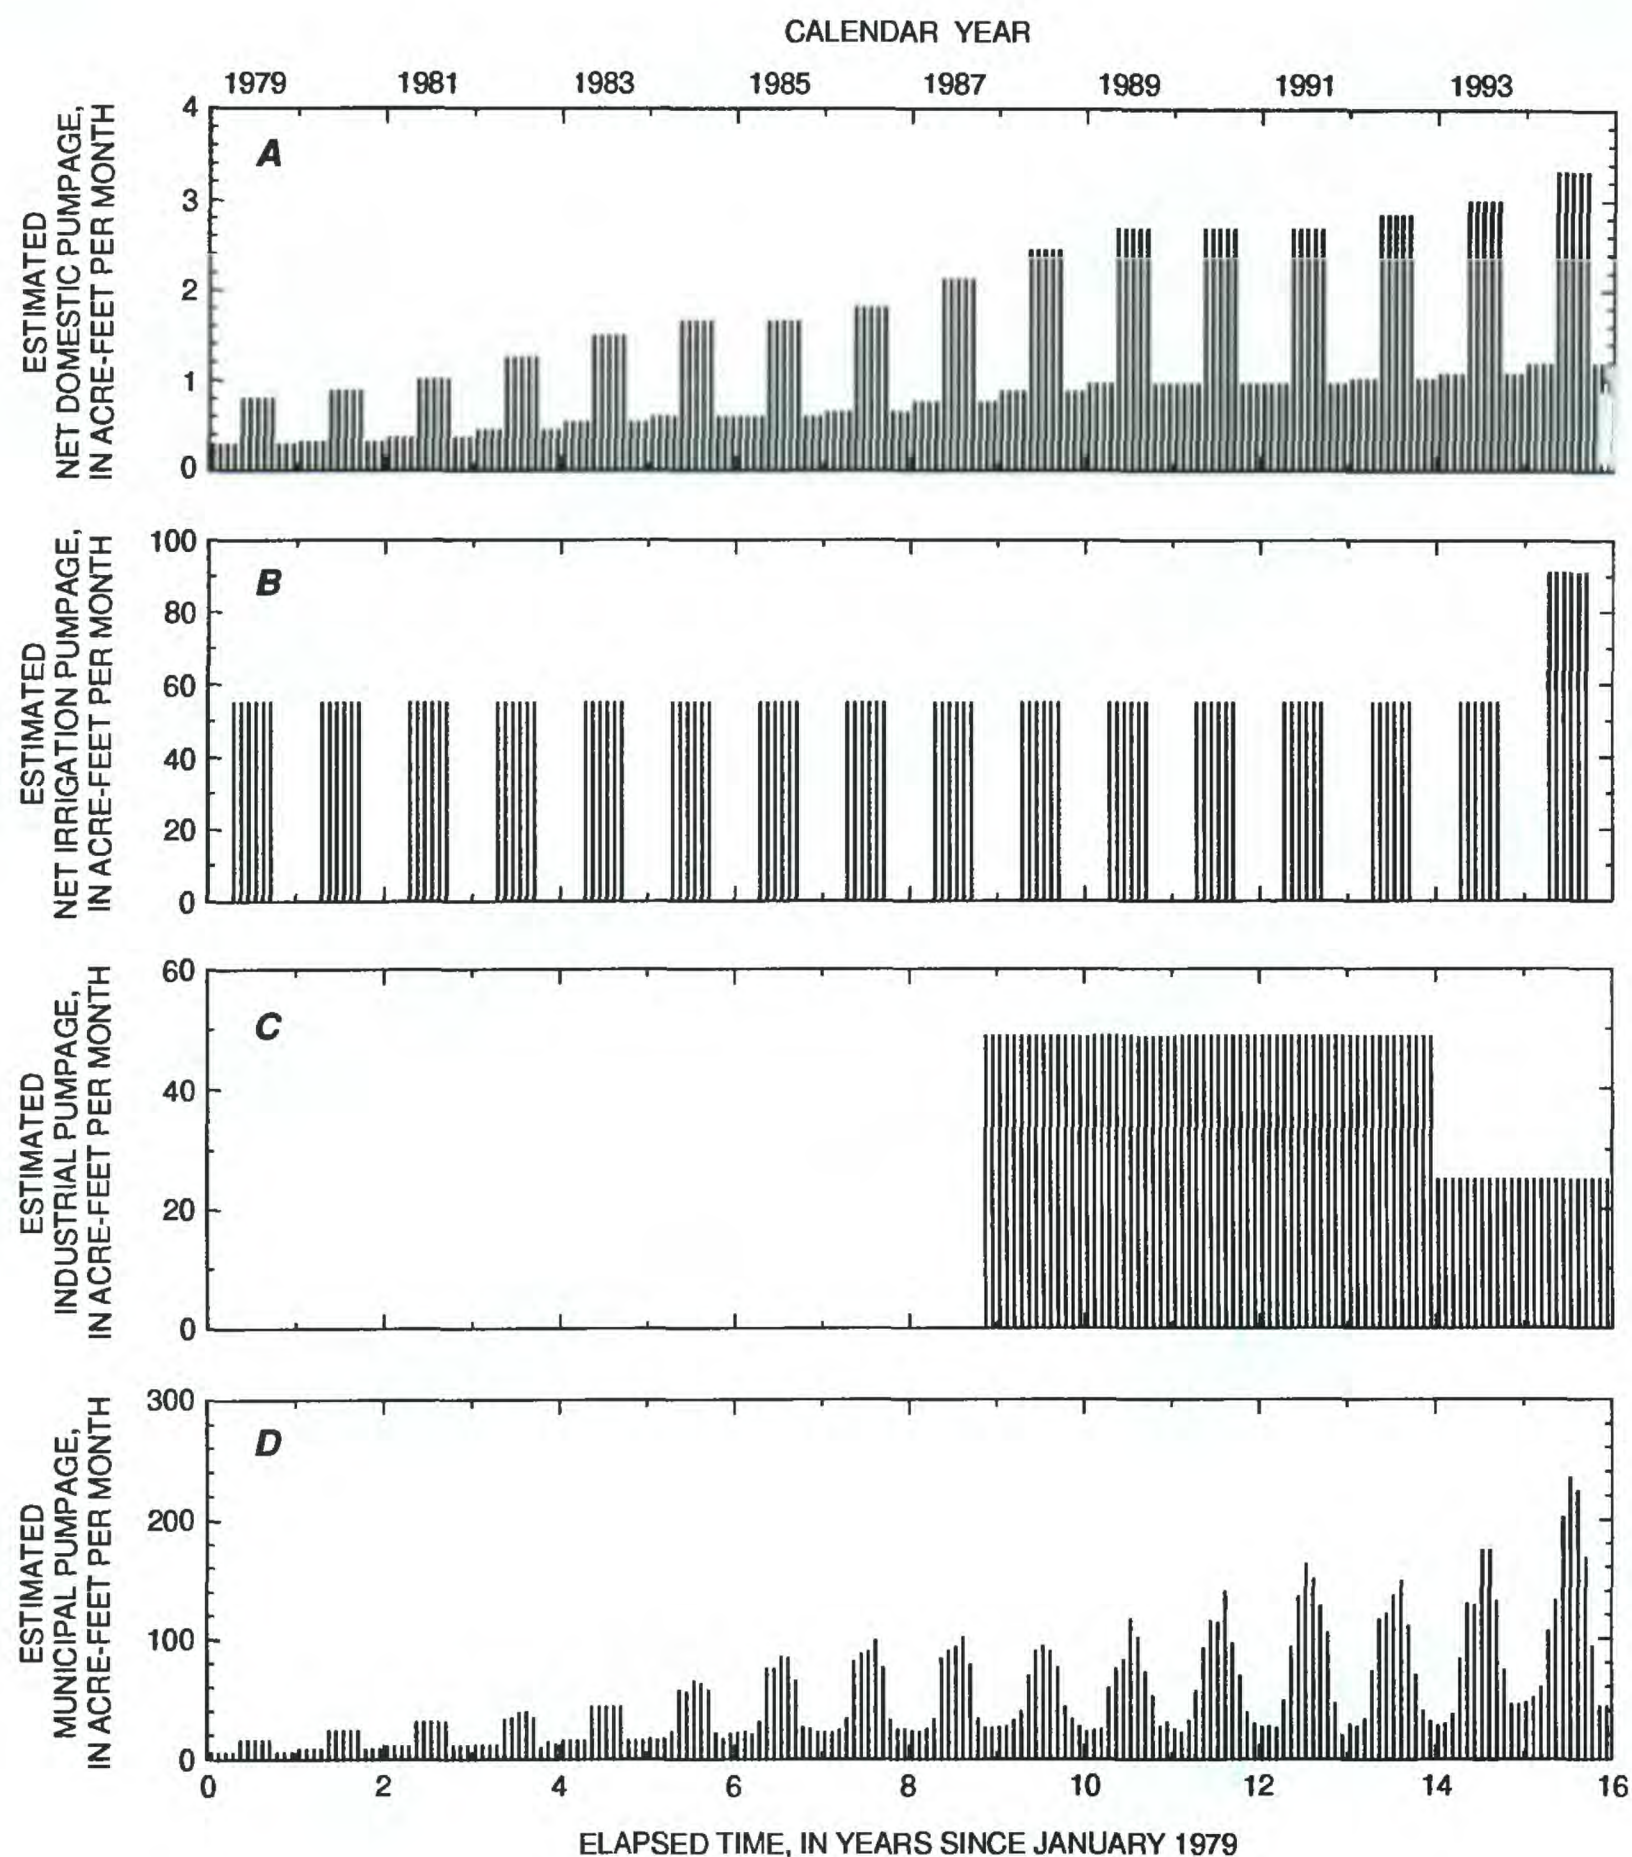 CALENDAR YEAR
1979 1981 1983 1985 1987 1989 1991 1993
ESTIMATED
NET DOMESTIC PUMPAGE,
IN ACRE-FEET PER MONTH
4
3
2
1
0
A
ESTIMATED
NET IRRIGATION PUMPAGE,
IN ACRE-FEET PER MONTH
100
80
60
40
20
0
B
ESTIMATED
INDUSTRIAL PUMPAGE,
IN ACRE-FEET PER MONTH
60
40
20
0
C
ESTIMATED
MUNICIPAL PUMPAGE,
IN ACRE-FEET PER MONTH
300
200
100
0
D
0 2 4 6 8 10 12 14 16
ELAPSED TIME, IN YEARS SINCE JANUARY 1979